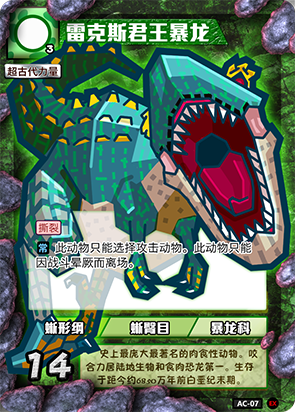 雷克斯君王暴龙
3
超古代力量
撕裂
常 此动物只能选择攻击动物。此动物只能
因战斗晕厥而离场。
蜥形纲
蜥臀目
暴龙科
14
史上最庞大最著名的肉食性动物。咬
合力居陆地生物和食肉恐龙第一。生存
于距今约6850万年前白垩纪末期。
AC-07 EX